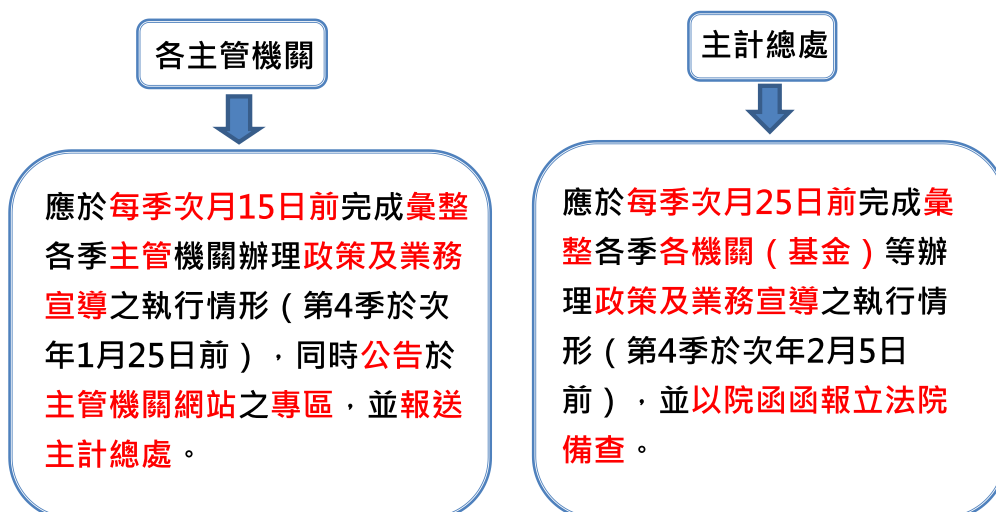 各主管機關
應於每季次月15日前完成彙整
各季主管機關辦理政策及業務
宣導之執行情形（第4季於次
年1月25日前），同時公告於
主管機關網站之專區，並報送
主計總處。
主計總處
應於每季次月25日前完成彙
整各季各機關（基金）等辦
理政策及業務宣導之執行情
形（第4季於次年2月5日
前），並以院函函報立法院
備查。